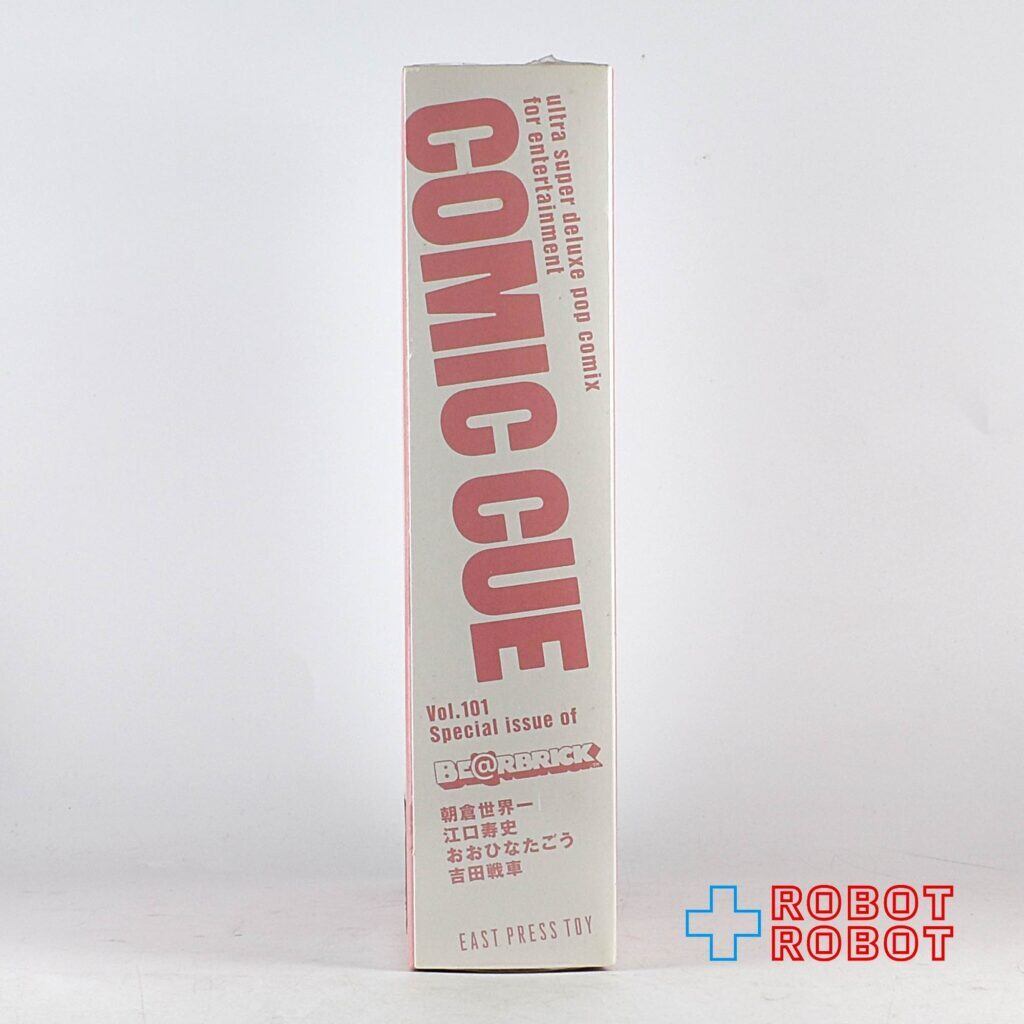 ultra super deluxe pop comix
for entertainment
COMIC CUE
Vol.101
Special issue of
BE@RBRICK
朝倉世界一
江口寿史
おおひなたごう
吉田戦車
EAST PRESS TOY
ROBOT
ROBOT